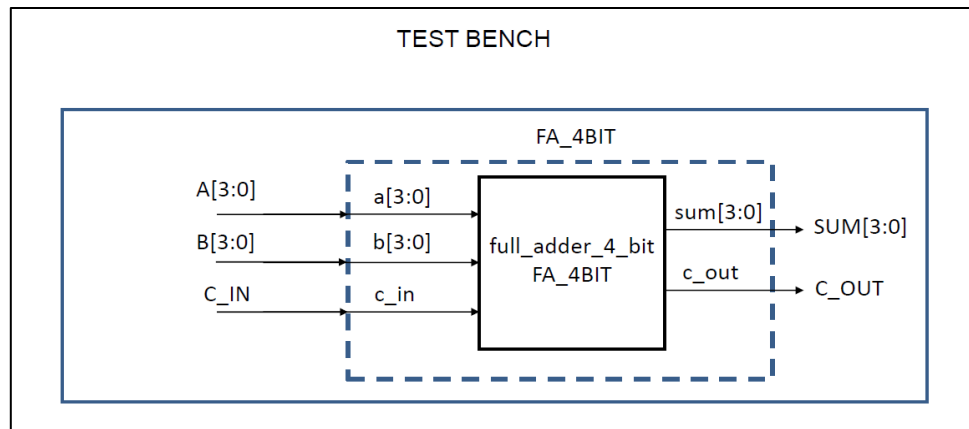 TEST BENCH
FA_4BIT
A[3:0]
a[3:0]
sum[3:0]
SUM[3:0]
B[3:0]
b[3:0]
full_adder_4_bit
FA_4BIT
c_out
C_OUT
C_IN
c_in